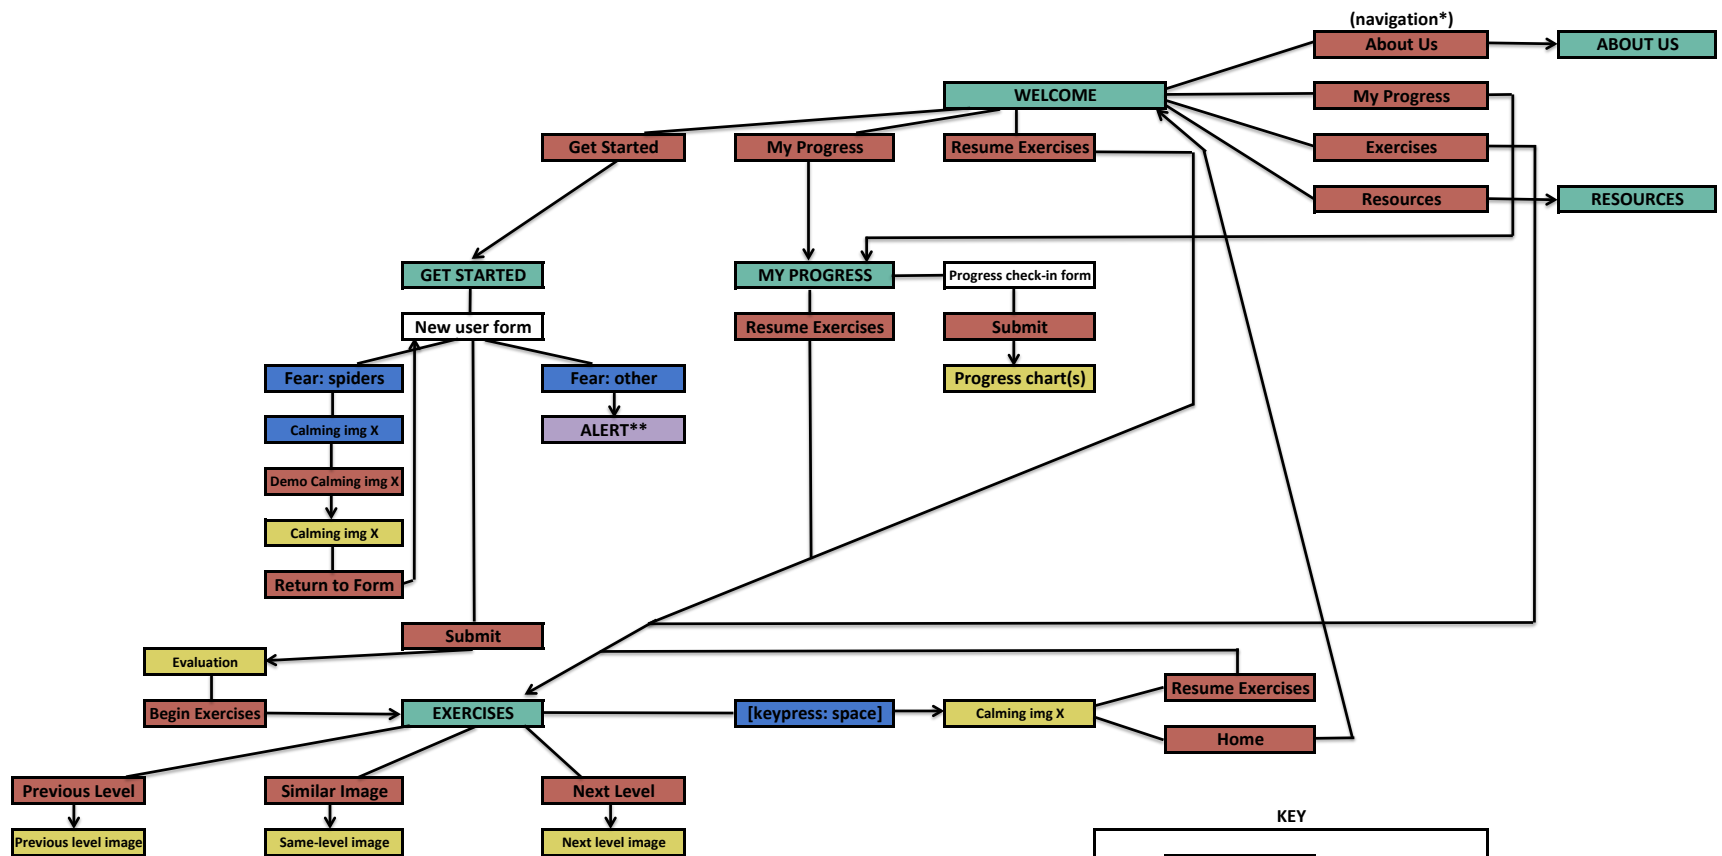 (navigation*)
About Us
ABOUT US
WELCOME
My Progress
Get Started
My Progress
Resume Exercises
Exercises
Resources
RESOURCES
GET STARTED
MY PROGRESS
Progress check-in form
New user form
Resume Exercises
Submit
Fear: spiders
Fear: other
Progress chart(s)
Calming img X
ALERT**
Demo Calming img X
Calming img X
Return to Form
Submit
Evaluation
Resume Exercises
Begin Exercises
EXERCISES
[keypress: space]
Calming img X
Home
Previous Level
Similar Image
Next Level
KEY
Previous level image
Same-level image
Next level image